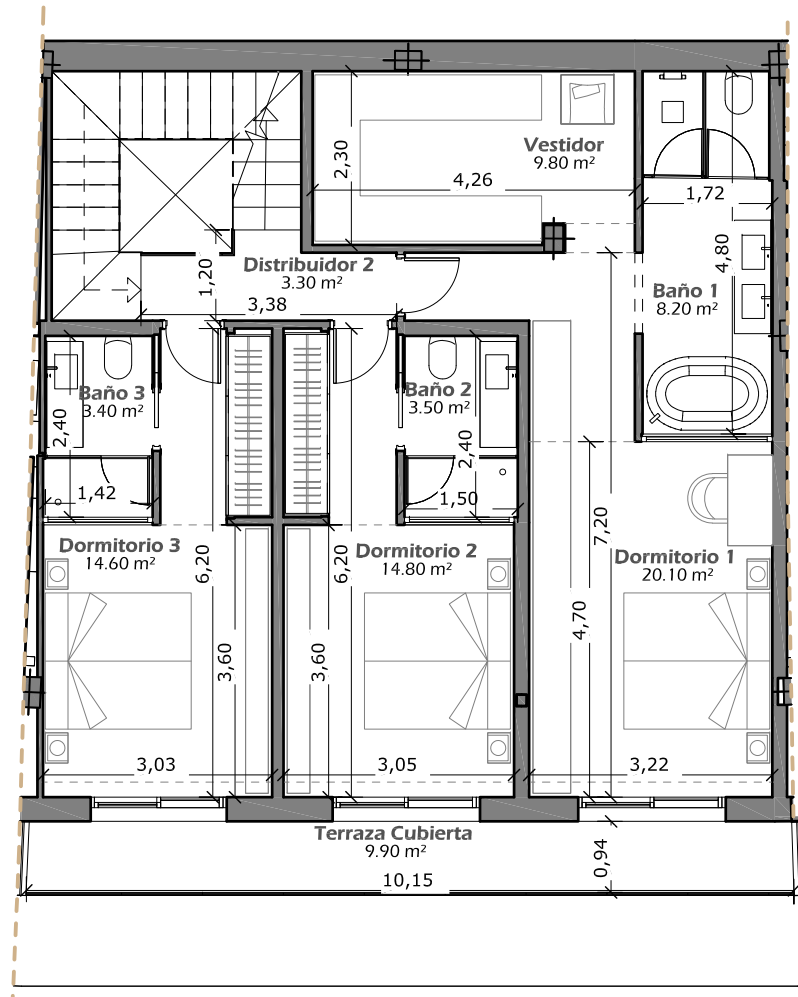 Vestidor
9.80 m²
2,30
4,26
1,72
4,80
Distribuidor 2
3.30 m²
1,20
3,38
Baño 1
8.20 m²
Baño 3
3.40 m²
2,40
1,42
Baño 2
3.50 m²
2,40
1,50
Dormitorio 3
14.60 m²
6,20
3,60
3,03
Dormitorio 2
14.80 m²
6,20
3,60
3,05
Dormitorio 1
20.10 m²
7,20
4,70
3,22
Terraza Cubierta
9.90 m²
0,94
10,15